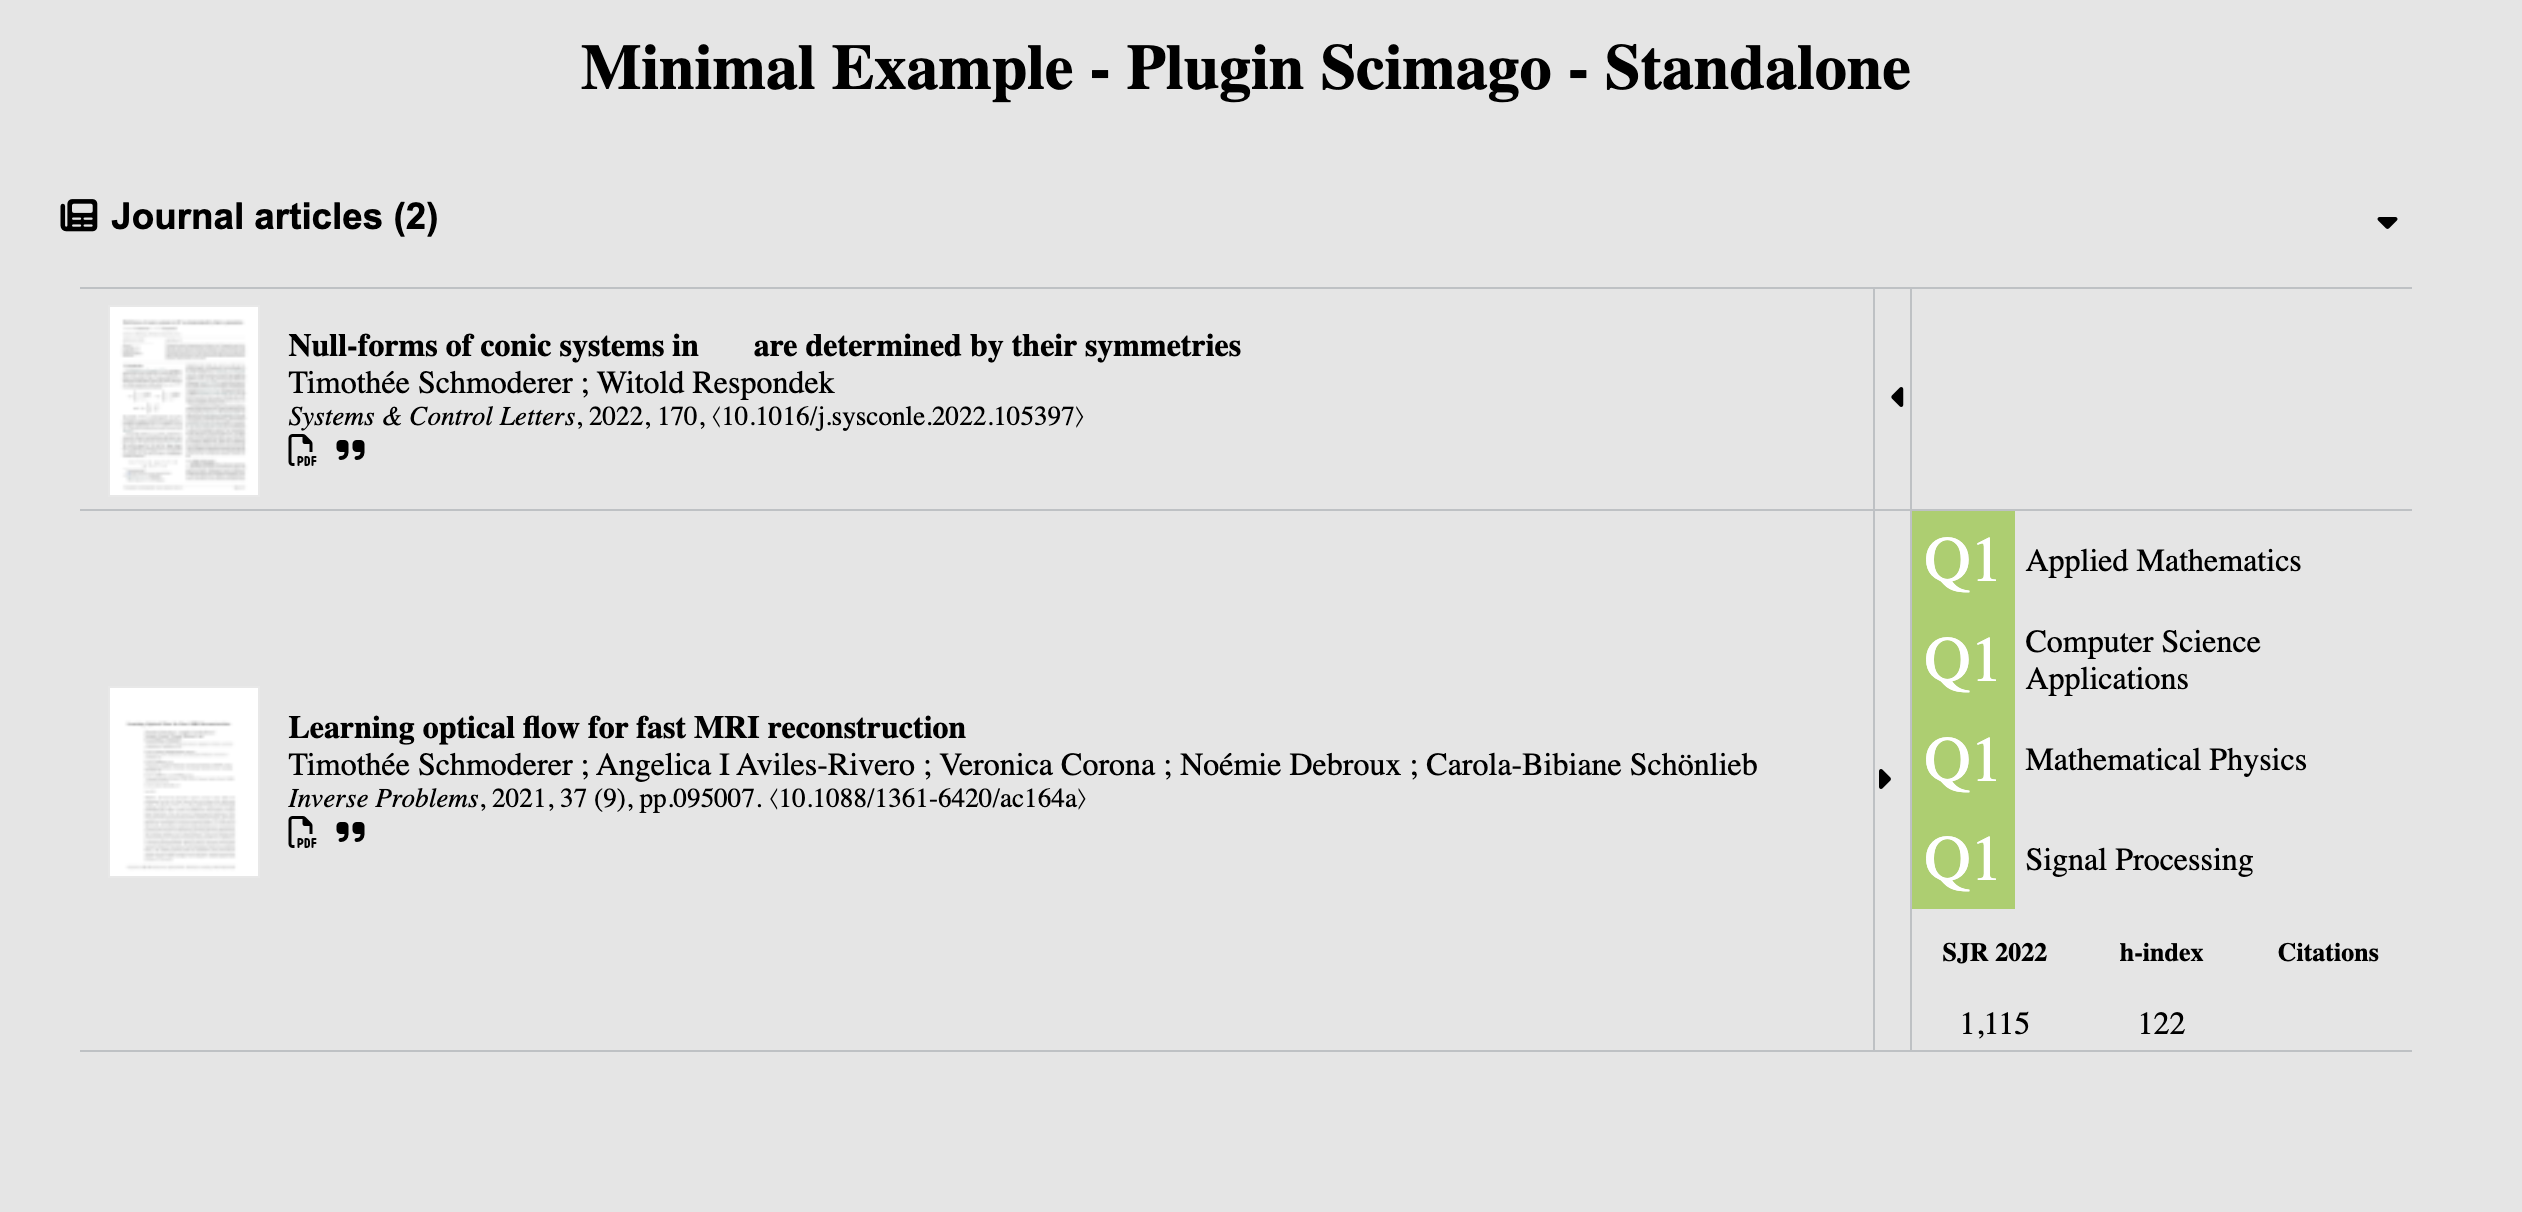 Minimal Example - Plugin Scimago - Standalone
Journal articles (2)
Null-forms of conic systems in are determined by their symmetries
Timothée Schmoderer ; Witold Respondek
Systems & Control Letters, 2022, 170, ⟨10.1016/j.sysconle.2022.105397⟩
PDF
Learning optical flow for fast MRI reconstruction
Timothée Schmoderer ; Angelica I Aviles-Rivero ; Veronica Corona ; Noémie Debroux ; Carola-Bibiane Schönlieb
Inverse Problems, 2021, 37 (9), pp.095007. ⟨10.1088/1361-6420/ac164a⟩
PDF
Q1 Applied Mathematics
Q1 Computer Science
Applications
Q1 Mathematical Physics
Q1 Signal Processing
SJR 2022 h-index Citations
1,115 122